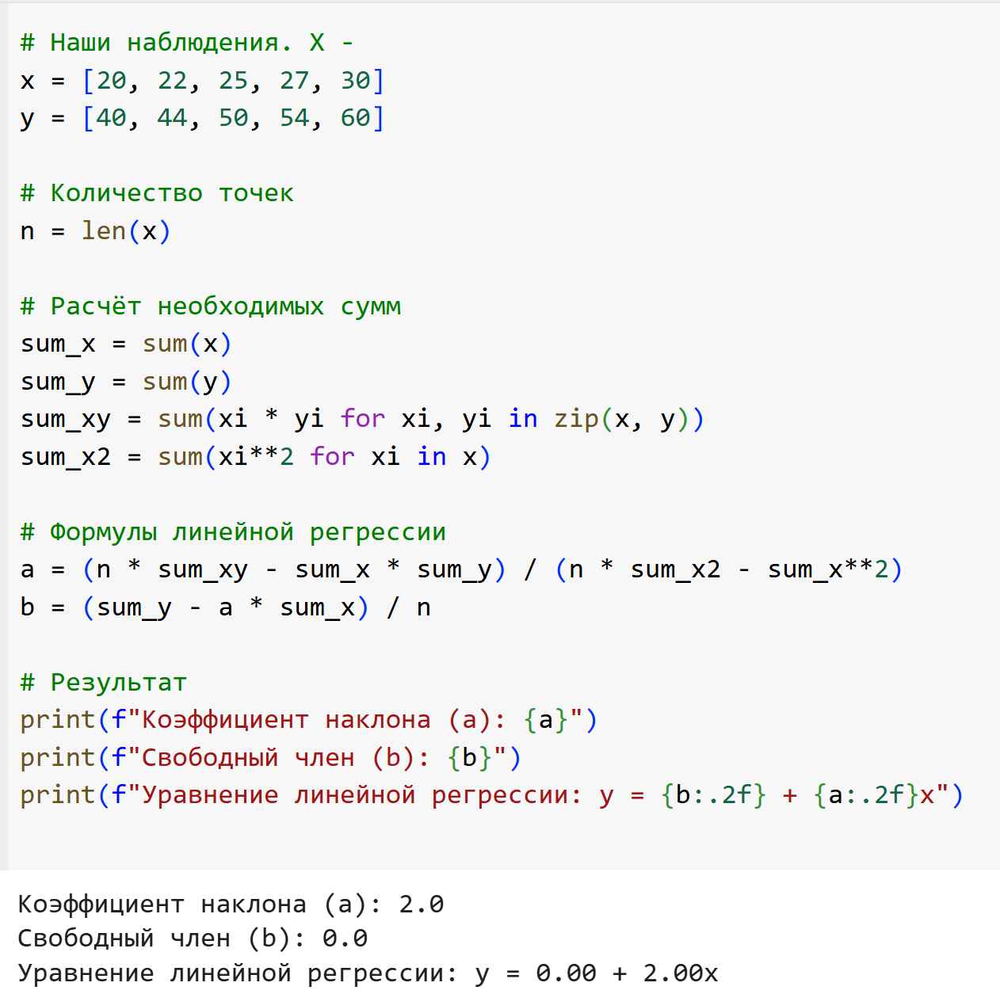 # Наши наблюдения. X -
x = [20, 22, 25, 27, 30]
y = [40, 44, 50, 54, 60]
# Количество точек
n = len(x)
# Расчёт необходимых сумм
sum_x = sum(x)
sum_y = sum(y)
sum_xy = sum(xi * yi for xi, yi in zip(x, y))
sum_x2 = sum(xi**2 for xi in x)
# Формулы линейной регрессии
a = (n * sum_xy - sum_x * sum_y) / (n * sum_x2 - sum_x**2)
b = (sum_y - a * sum_x) / n
# Результат
print(f"Коэффициент наклона (a): {a}")
print(f"Свободный член (b): {b}")
print(f"Уравнение линейной регрессии: y = {b:.2f} + {a:.2f}x")
Коэффициент наклона (a): 2.0
Свободный член (b): 0.0
Уравнение линейной регрессии: y = 0.00 + 2.00x